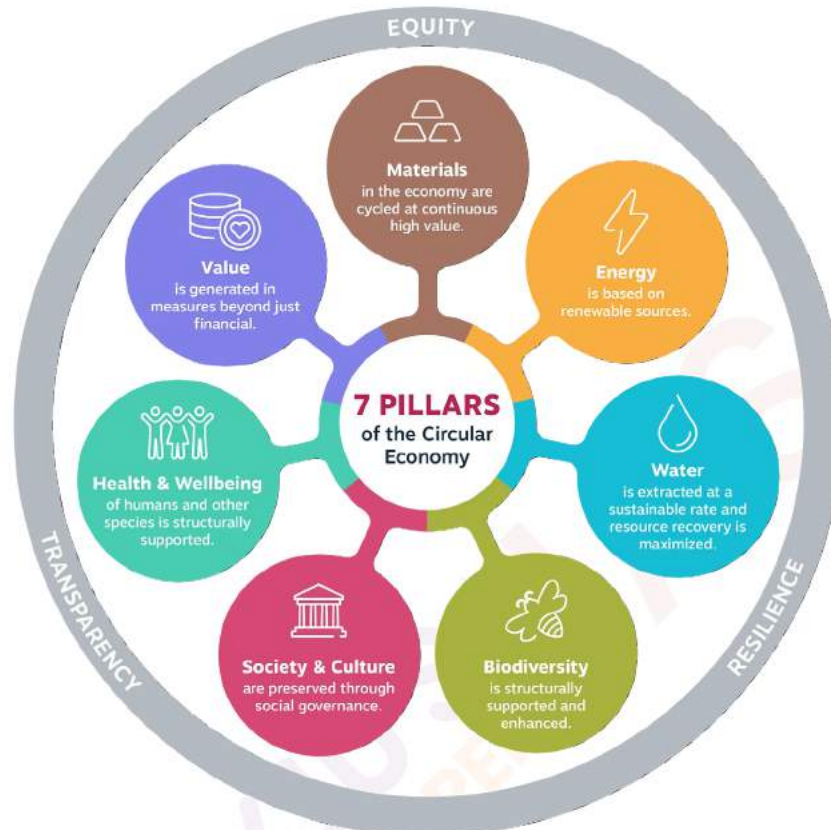 EQUITY
Materials
in the economy are
cycled at continuous
high value.
Energy
is based on
renewable sources.
Water
is extracted at a
sustainable rate and
resource recovery is
maximized.
Biodiversity
is structurally
supported and
enhanced.
Society & Culture
are preserved through
social governance.
Health & Wellbeing
of humans and other
species is structurally
supported.
Value
is generated in
measures beyond just
financial.
7 PILLARS
of the Circular
Economy
RESILIENCE
TRANSPARENCY